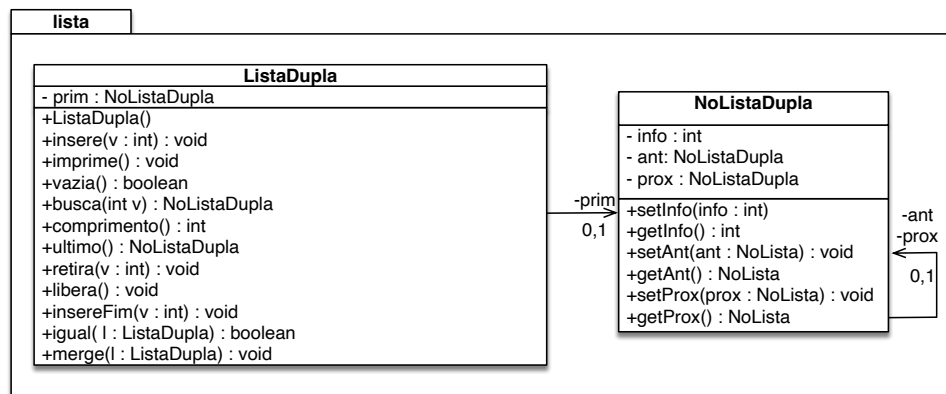 lista
ListaDupla
- prim : NoListaDupla
+ListaDupla()
+insere(v : int) : void
+imprime() : void
+vazia() : boolean
+busca(int v) : NoListaDupla
+comprimento() : int
+ultimo() : NoListaDupla
+retira(v : int) : void
+libera() : void
+insereFim(v : int) : void
+igual( l : ListaDupla) : boolean
+merge(l : ListaDupla) : void
-prim
0,1
NoListaDupla
- info : int
- ant: NoListaDupla
- prox : NoListaDupla
+setInfo(info : int)
+getInfo() : int
+setAnt(ant : NoLista) : void
+getAnt() : NoLista
+setProx(prox : NoLista) : void
+getProx() : NoLista
-ant
-prox
0,1